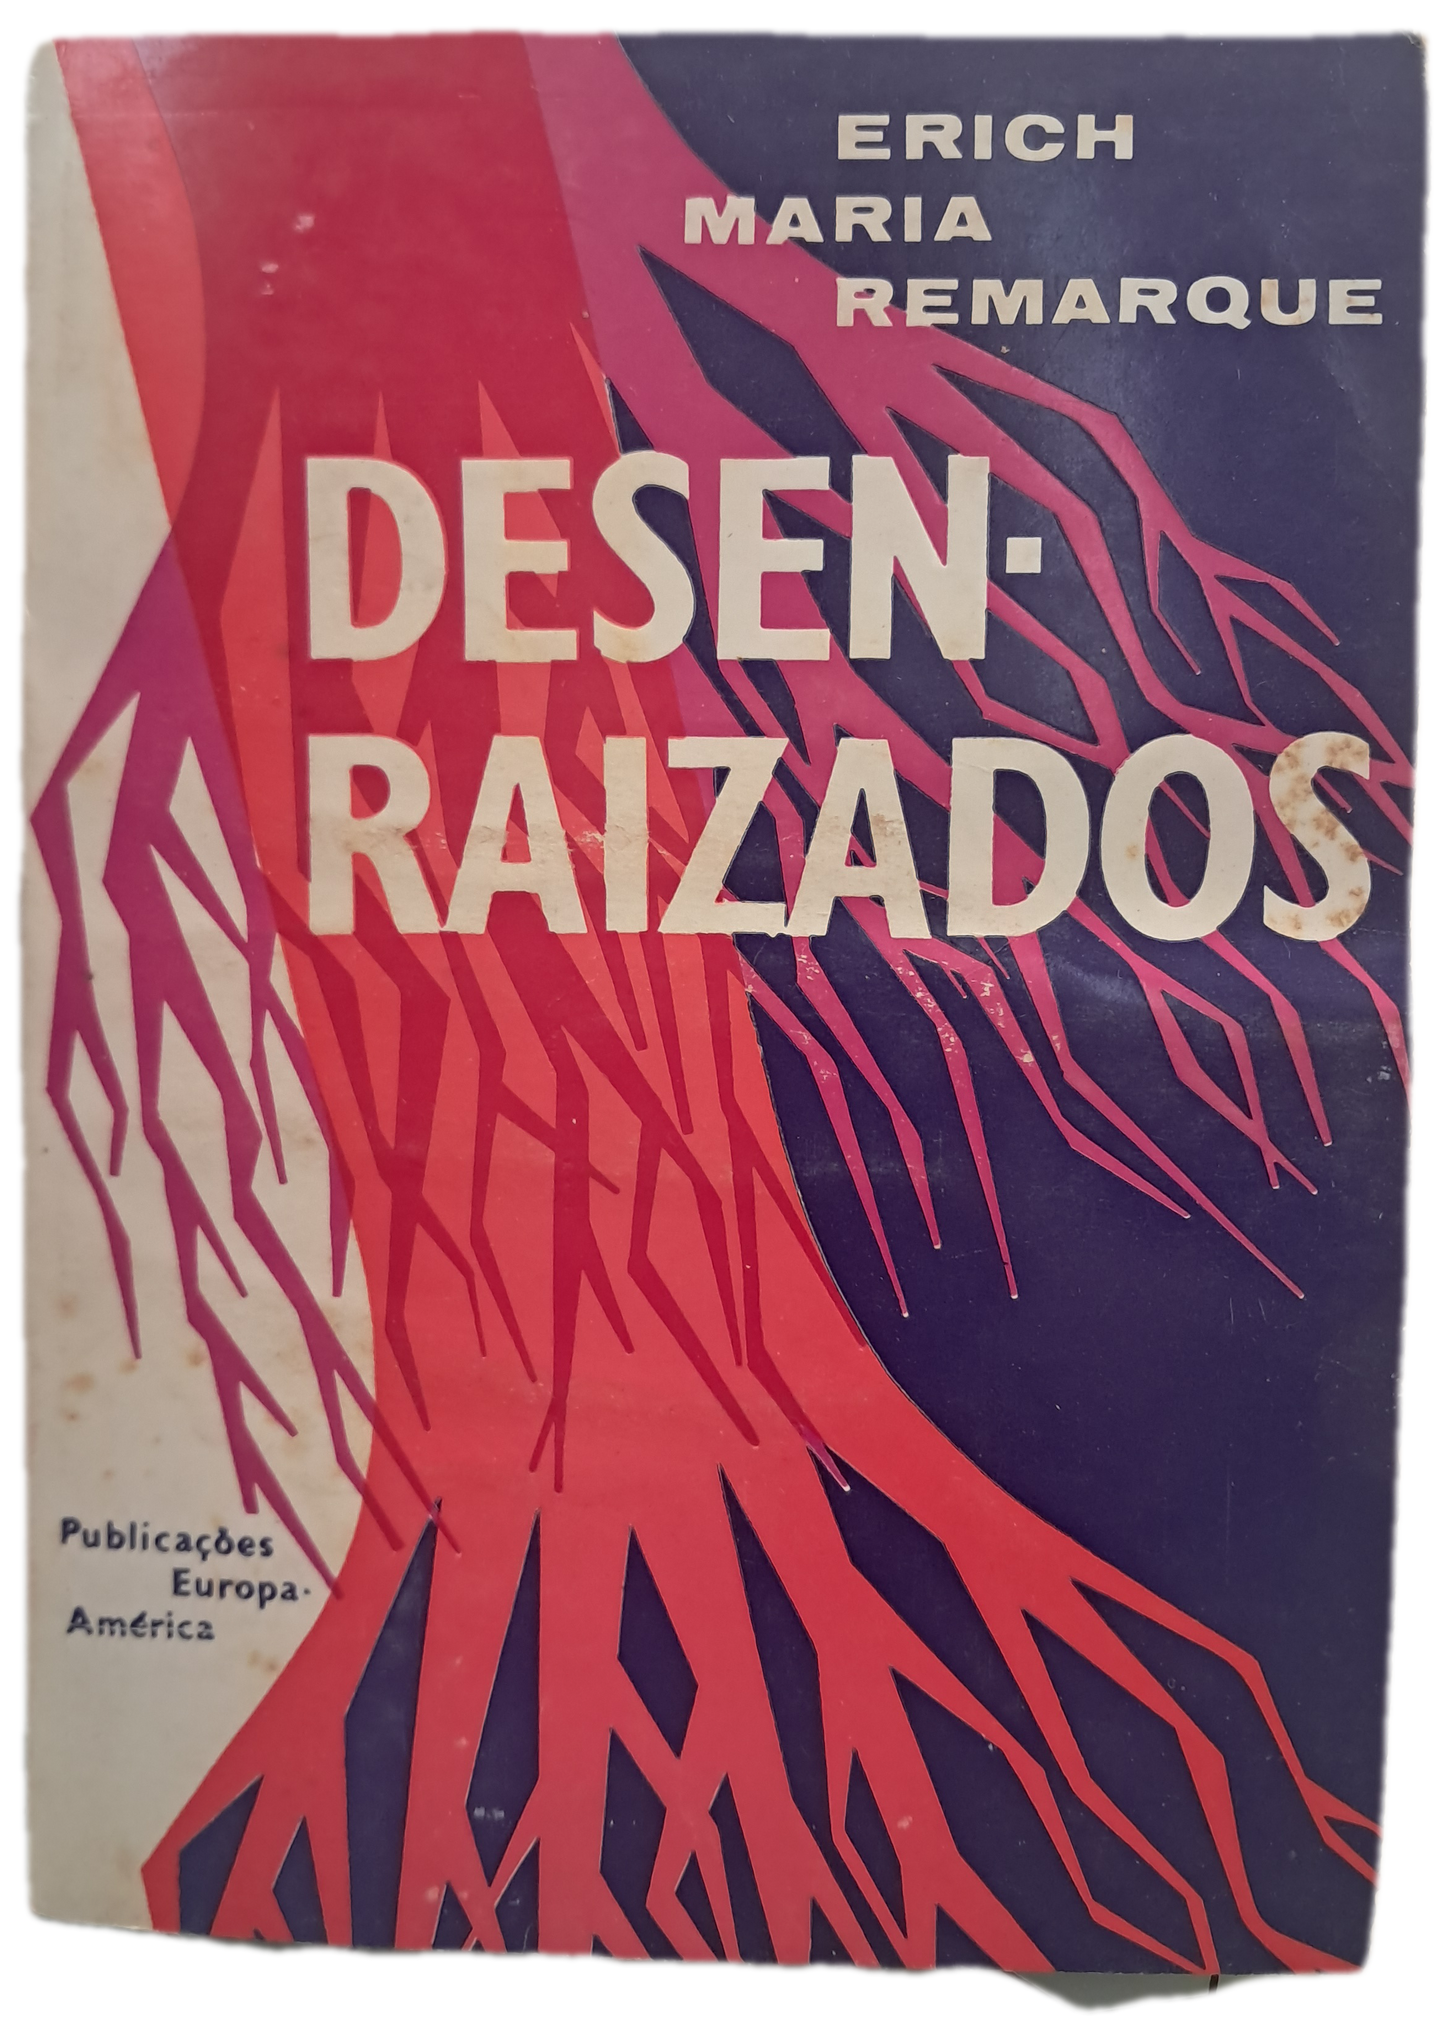 ERICH
MARIA
REMARQUE
DESEN-
RAIZADOS
Publicações
Europa-
América